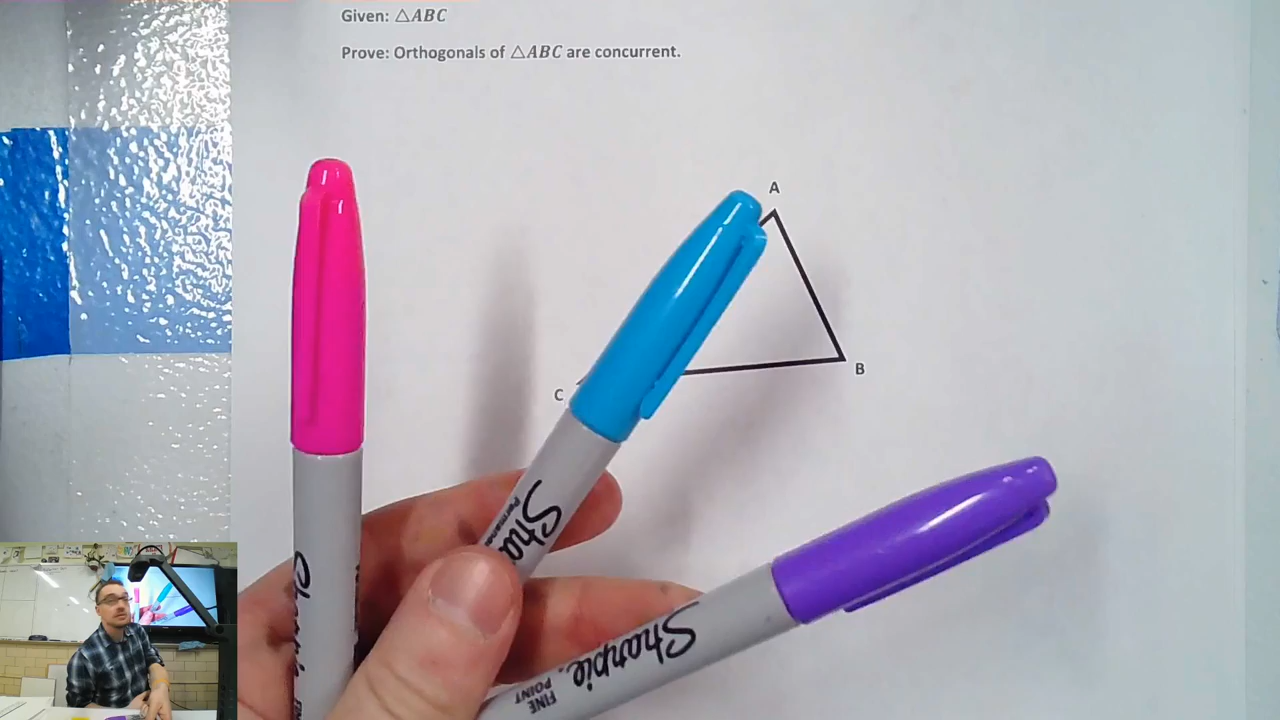 Given: △ABC
Prove: Orthogonals of △ABC are concurrent.
A
B
C
Sharpie
FINE
POINT